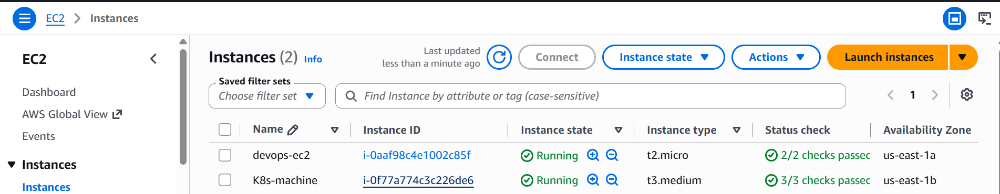 EC2 > Instances
EC2
Dashboard
AWS Global View
Events
Instances
Instances
Instances (2) Info
Last updated
less than a minute ago
Connect
Instance state
Actions
Launch instances
Saved filter sets
Choose filter set
Find Instance by attribute or tag (case-sensitive)
1
Name Instance ID Instance state Instance type Status check Availability Zone
devops-ec2 i-0aaf98c4e1002c85f Running t2.micro 2/2 checks passed us-east-1a
K8s-machine i-0f77a774c3c226de6 Running t3.medium 3/3 checks passed us-east-1b